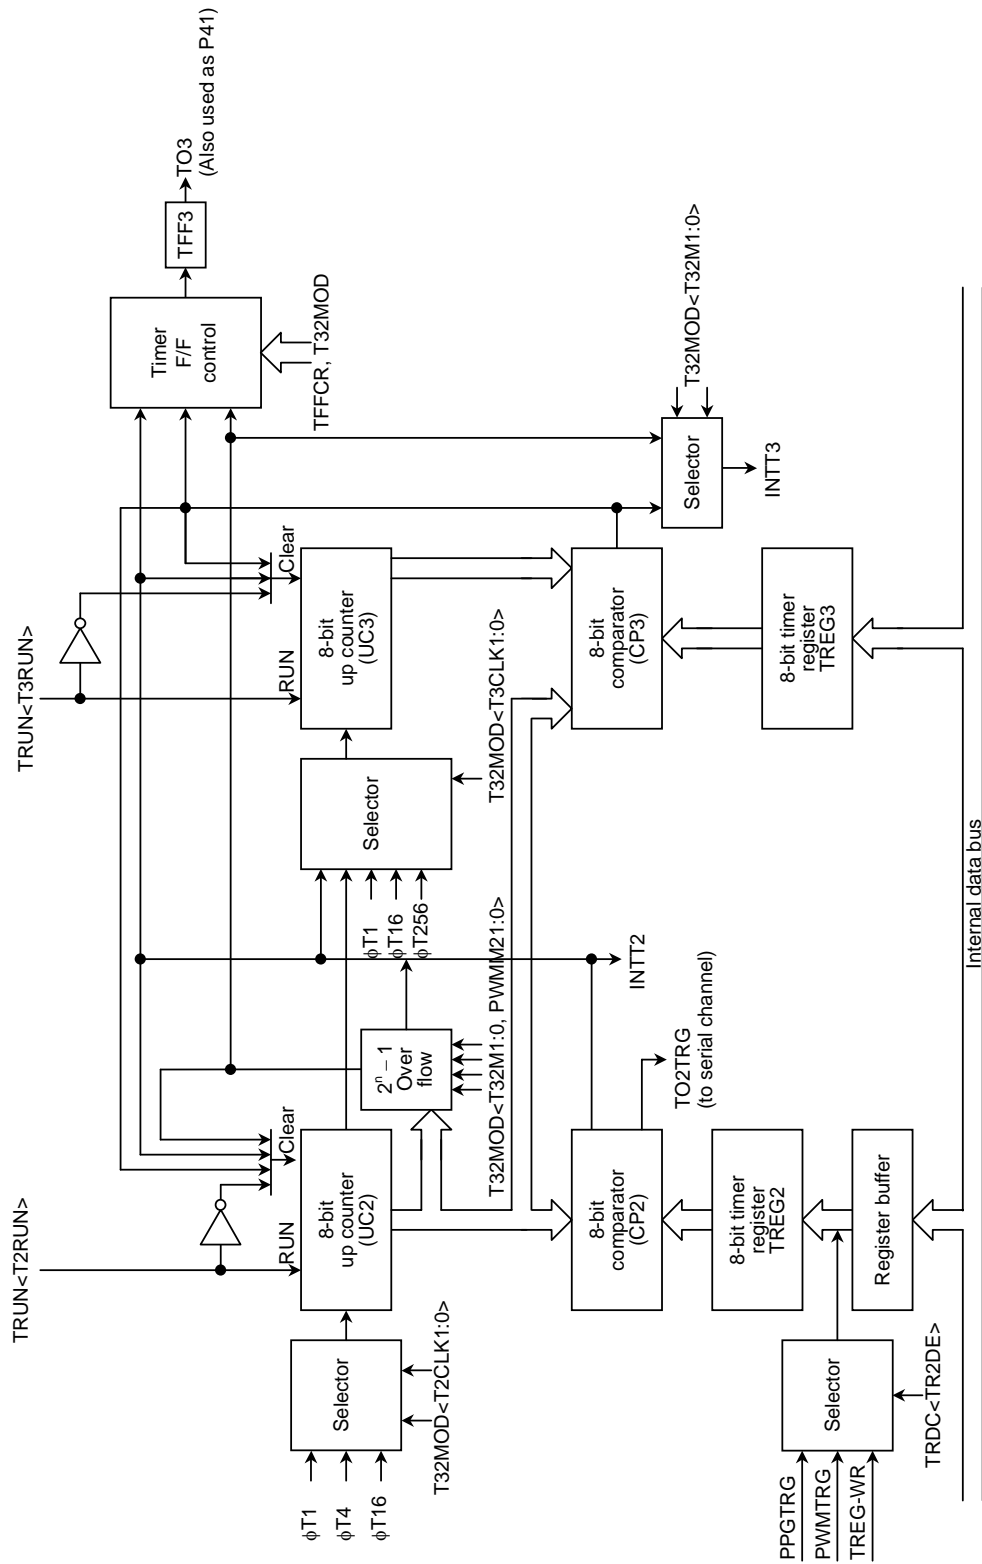 TRUN<T2RUN>
TRUN<T3RUN>
TO3
(Also used as P41)
TFF3
Timer
F/F
control
TFFCR, T32MOD
Clear
RUN
Clear
RUN
ϕT1
ϕT4
ϕT16
Selector
T32MOD<T2CLK1:0>
8-bit
up counter
(UC2)
2ⁿ − 1
Over
flow
T32MOD<T32M1:0, PWMM21:0>
ϕT1
ϕT16
ϕT256
Selector
T32MOD<T3CLK1:0>
8-bit
up counter
(UC3)
8-bit
comparator
(CP2)
TO2TRG
(to serial channel)
INTT2
8-bit
comparator
(CP3)
Selector
T32MOD<T32M1:0>
INTT3
8-bit timer
register
TREG2
8-bit timer
register
TREG3
PPGTRG
PWMTRG
TREG-WR
Selector
TRDC<TR2DE>
Register buffer
Internal data bus